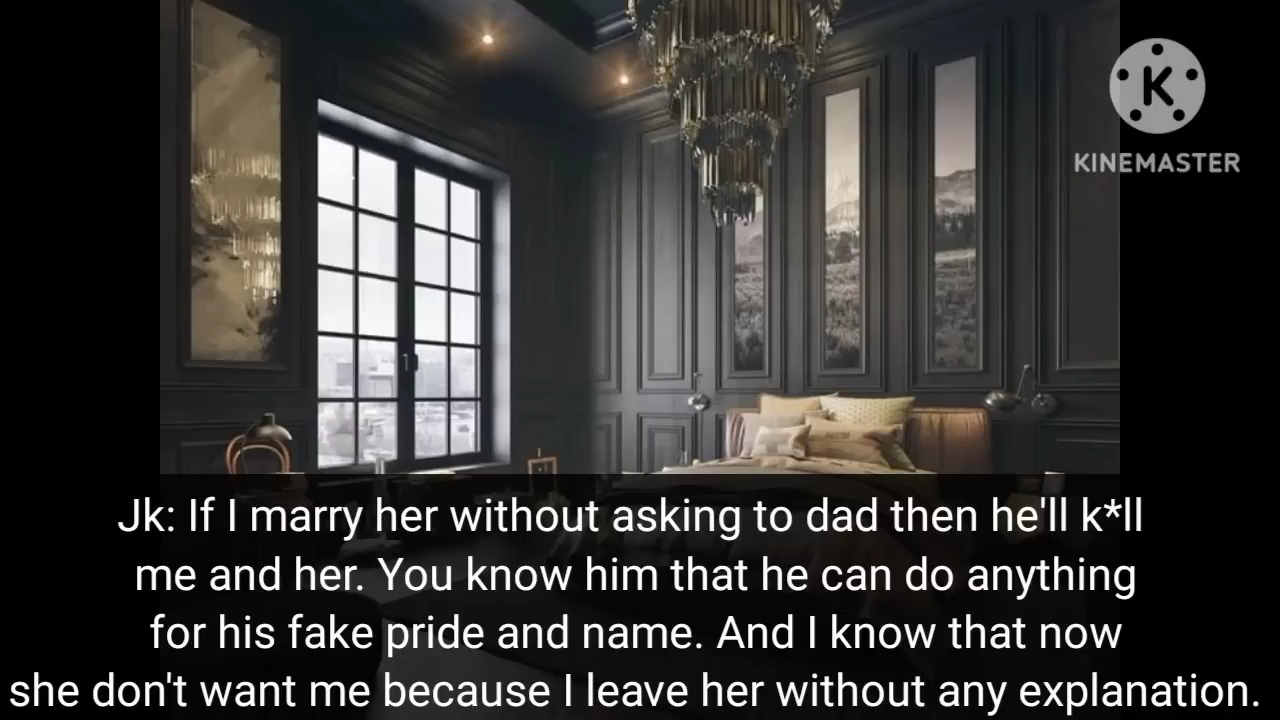 K
KINEMASTER
Jk: If I marry her without asking to dad then he'll k*ll
me and her. You know him that he can do anything
for his fake pride and name. And I know that now
she don't want me because I leave her without any explanation.